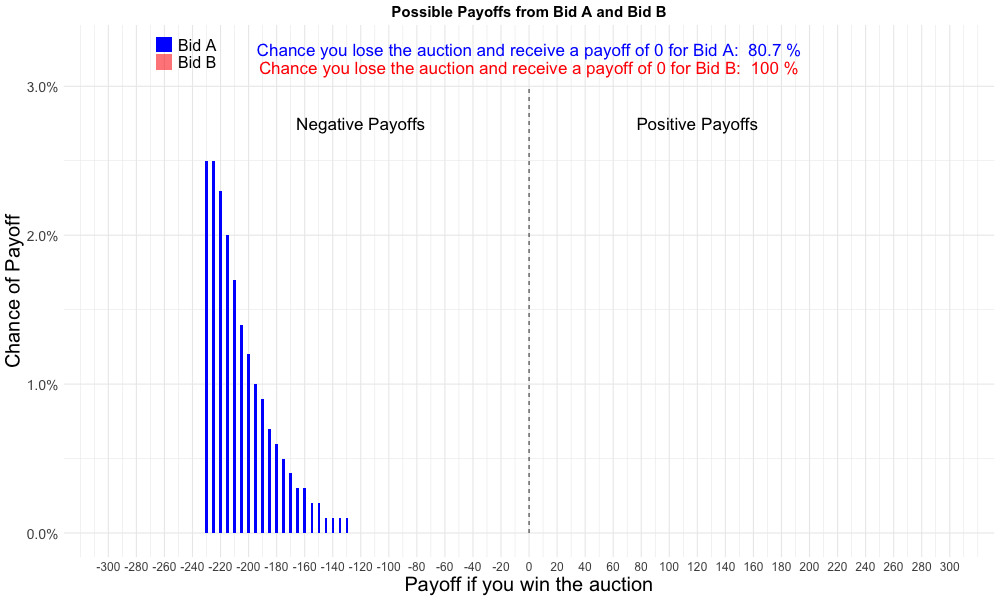 Possible Payoffs from Bid A and Bid B
Bid A
Bid B
Chance you lose the auction and receive a payoff of 0 for Bid A:  80.7 %
Chance you lose the auction and receive a payoff of 0 for Bid B:  100 %
Negative Payoffs
Positive Payoffs
Chance of Payoff
3.0%
2.0%
1.0%
0.0%
-300 -280 -260 -240 -220 -200 -180 -160 -140 -120 -100 -80 -60 -40 -20 0 20 40 60 80 100 120 140 160 180 200 220 240 260 280 300
Payoff if you win the auction